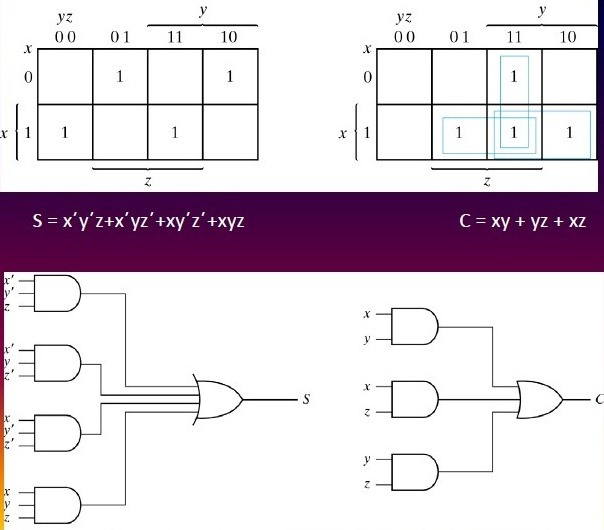 y
yz
00 01 11 10
x
0 1 1
x 1 1 1
z
y
yz
00 01 11 10
x
0 1
x 1 1 1 1
z
S = x′y′z+x′yz′+xy′z′+xyz
C = xy + yz + xz
x′
y′
z
x′
y
z′
x
y′
z′
x
y
z
S
x
y
x
z
y
z
C